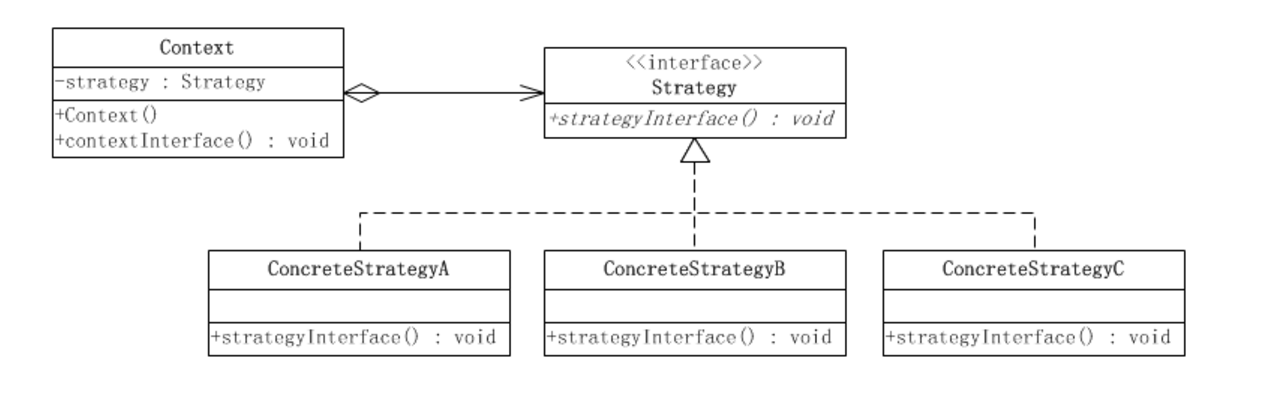 Context
-strategy : Strategy
+Context()
+contextInterface() : void
<<interface>>
Strategy
+strategyInterface() : void
ConcreteStrategyA
+strategyInterface() : void
ConcreteStrategyB
+strategyInterface() : void
ConcreteStrategyC
+strategyInterface() : void